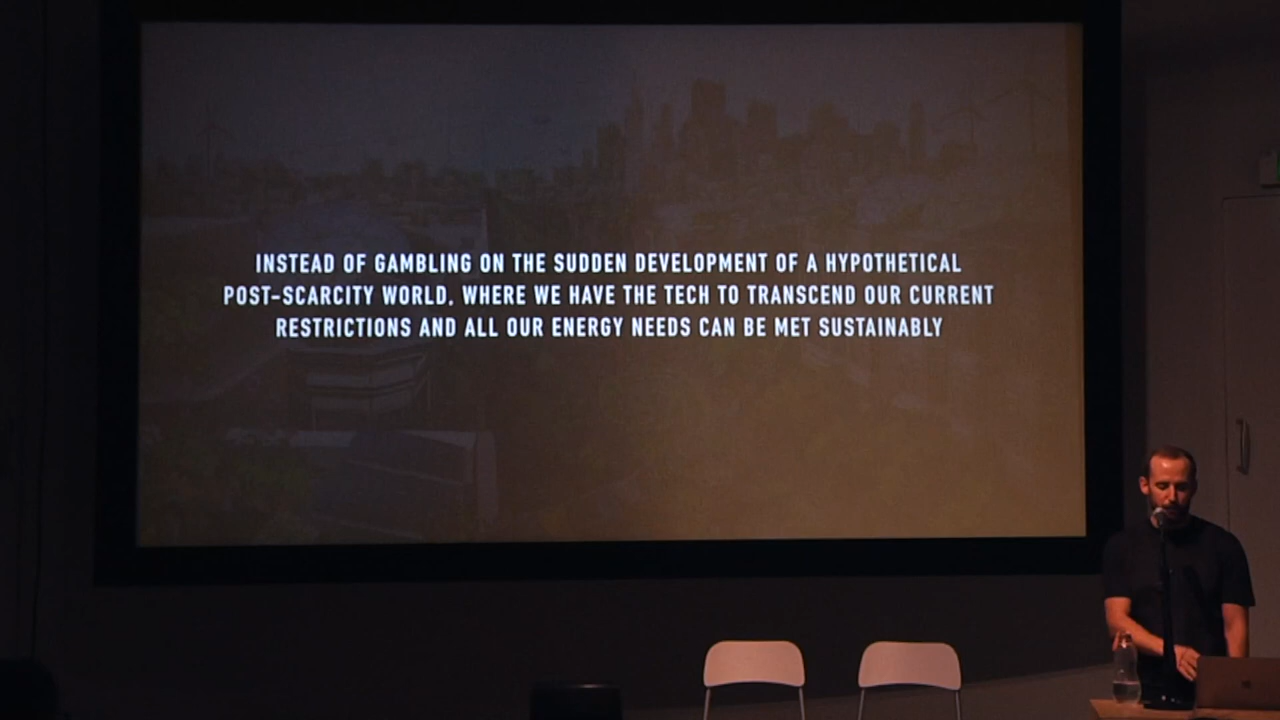 INSTEAD OF GAMBLING ON THE SUDDEN DEVELOPMENT OF A HYPOTHETICAL
POST-SCARCITY WORLD, WHERE WE HAVE THE TECH TO TRANSCEND OUR CURRENT
RESTRICTIONS AND ALL OUR ENERGY NEEDS CAN BE MET SUSTAINABLY